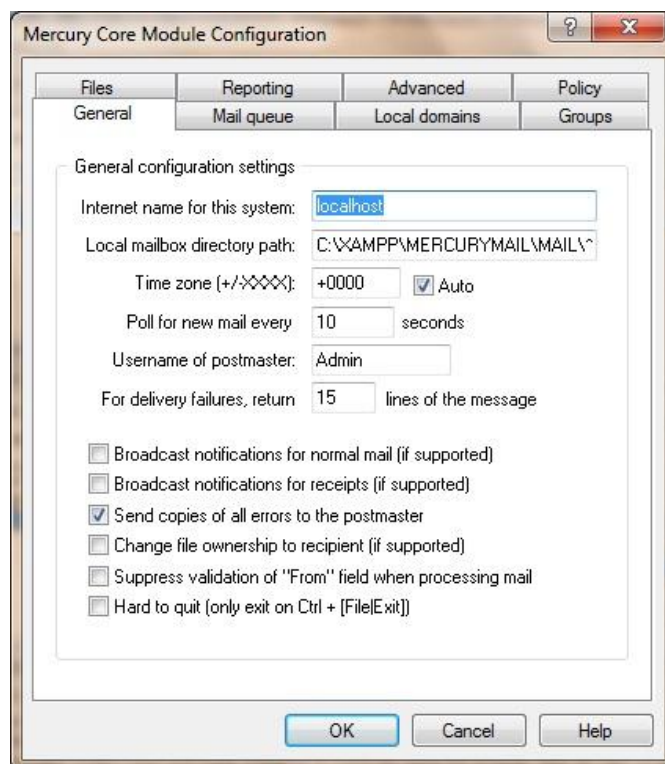 Mercury Core Module Configuration
Files Reporting Advanced Policy
General Mail queue Local domains Groups
General configuration settings
Internet name for this system: localhost
Local mailbox directory path: C:\XAMPP\MERCURYMAIL\MAIL\~
Time zone (+/-XXXX): +0000 Auto
Poll for new mail every 10 seconds
Username of postmaster: Admin
For delivery failures, return 15 lines of the message
Broadcast notifications for normal mail (if supported)
Broadcast notifications for receipts (if supported)
Send copies of all errors to the postmaster
Change file ownership to recipient (if supported)
Suppress validation of "From" field when processing mail
Hard to quit (only exit on Ctrl + [File|Exit])
OK Cancel Help